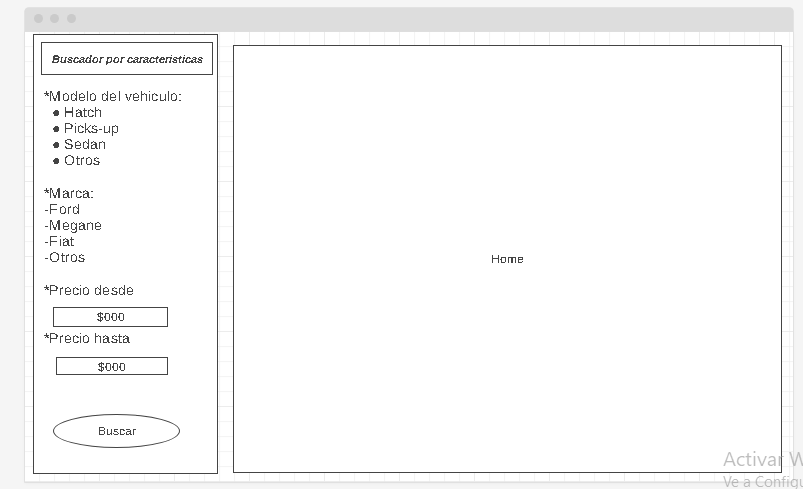 Buscador por caracteristicas
*Modelo del vehiculo:
● Hatch
● Picks-up
● Sedan
● Otros
*Marca:
-Ford
-Megane
-Fiat
-Otros
*Precio desde
$000
*Precio hasta
$000
Buscar
Home
Activar W
Ve a Configu